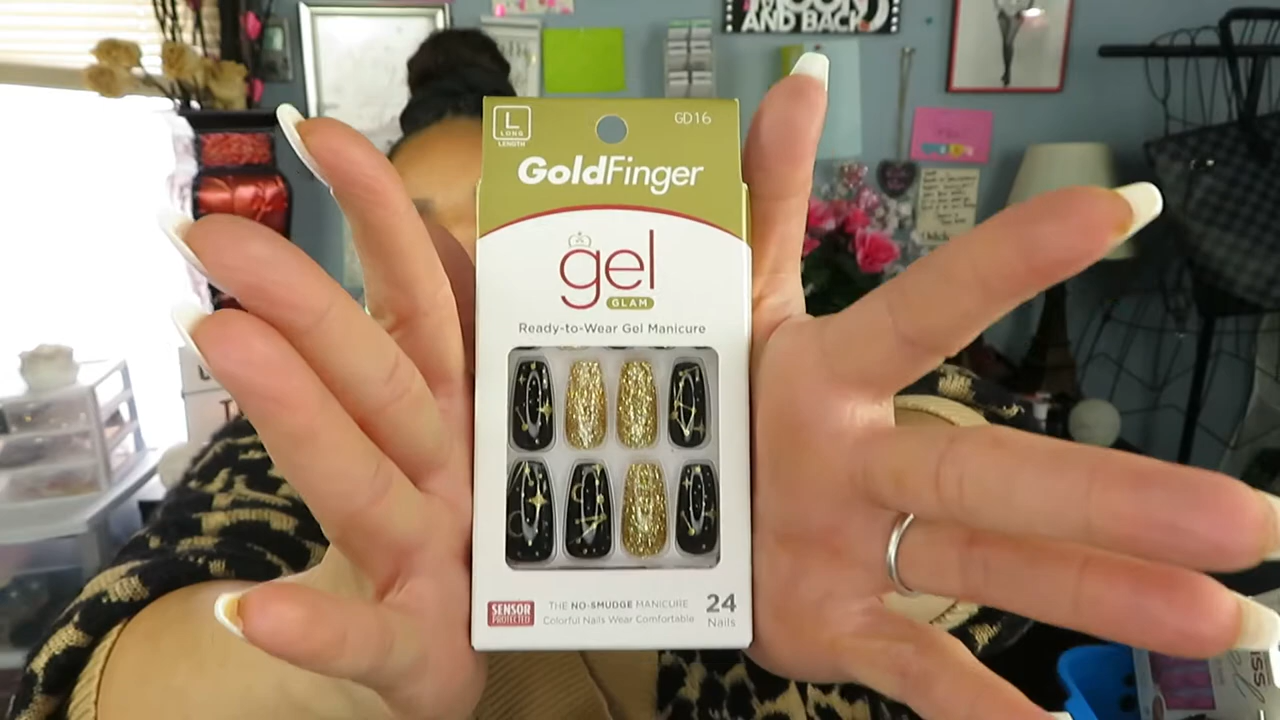 MOON
AND BACK
L
LONG
LENGTH
GD16
GoldFinger
gel
GLAM
Ready-to-Wear Gel Manicure
SENSOR
PROTECTED
THE NO-SMUDGE MANICURE
Colorful Nails Wear Comfortable
24
Nails